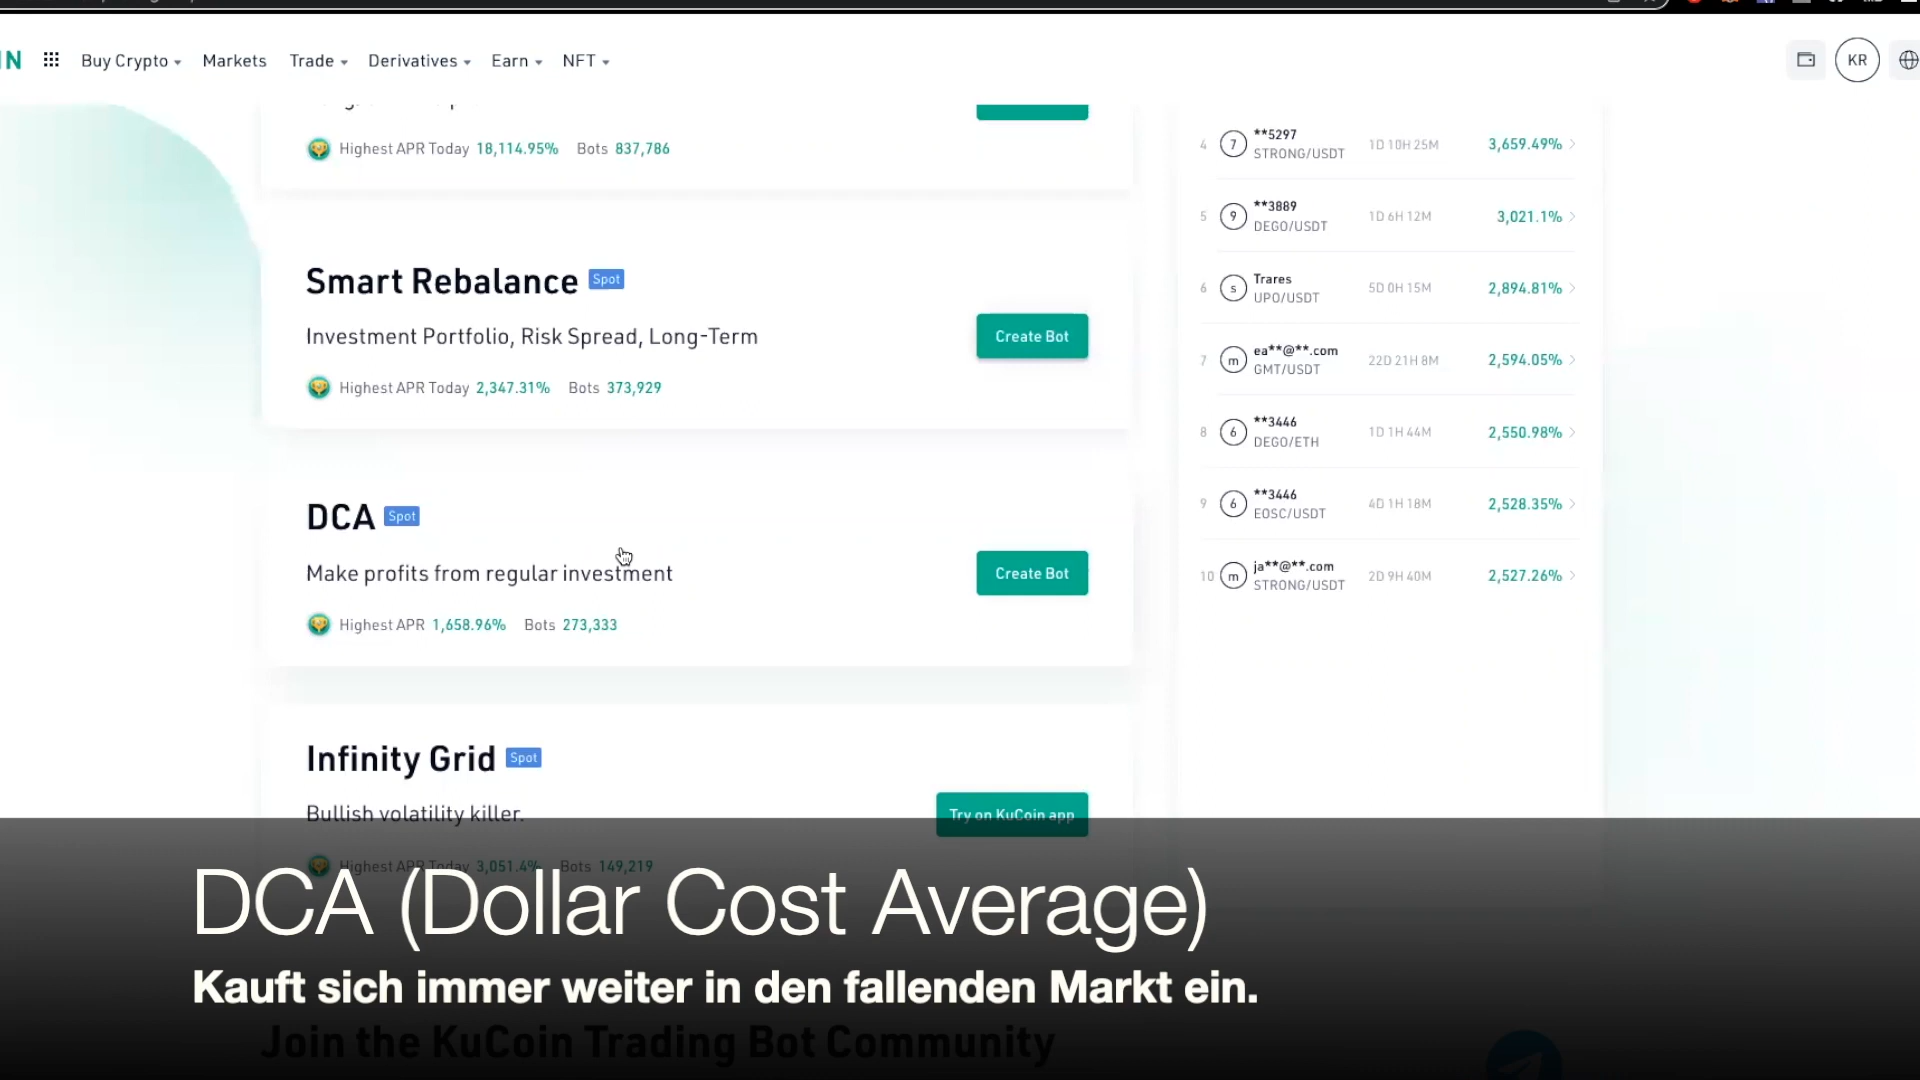 IN Buy Crypto Markets Trade Derivatives Earn NFT KR
Highest APR Today 18,114.95% Bots 837,786
Smart Rebalance Spot
Investment Portfolio, Risk Spread, Long-Term
Create Bot
Highest APR Today 2,347.31% Bots 373,929
DCA Spot
Make profits from regular investment
Create Bot
Highest APR 1,658.96% Bots 273,333
Infinity Grid Spot
Bullish volatility killer.
Try on KuCoin app
Highest APR Today 3,051.4% Bots 149,219
4 7 **5297 1D 10H 25M 3,659.49%
STRONG/USDT
5 9 **3889 1D 6H 12M 3,021.1%
DEGO/USDT
6 s Trares 5D 0H 15M 2,894.81%
UPO/USDT
7 m ea**@**.com 22D 21H 8M 2,594.05%
GMT/USDT
8 6 **3446 1D 1H 44M 2,550.98%
DEGO/ETH
9 6 **3446 4D 1H 18M 2,528.35%
EOSC/USDT
10 m ja**@**.com 2D 9H 40M 2,527.26%
STRONG/USDT
DCA (Dollar Cost Average)
Kauft sich immer weiter in den fallenden Markt ein.
Join the KuCoin Trading Bot Community